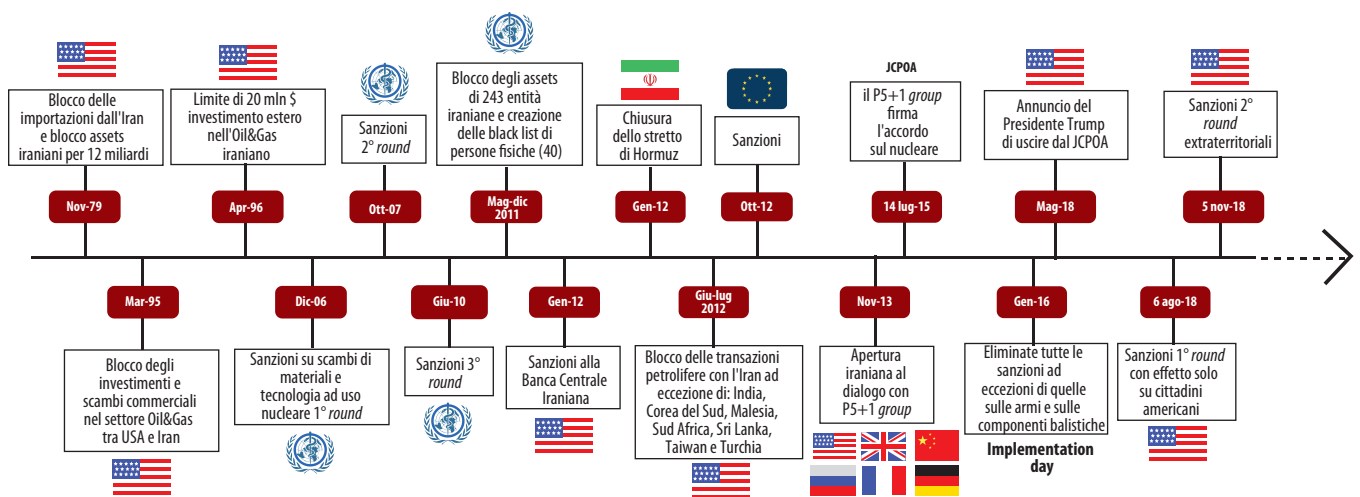 Blocco delle
importazioni dall'Iran
e blocco assets
iraniani per 12 miliardi
Nov-79
Limite di 20 mln $
investimento estero
nell'Oil&Gas
iraniano
Apr-96
Sanzioni
2° round
Ott-07
Blocco degli assets
di 243 entità
iraniane e creazione
delle black list di
persone fisiche (40)
Mag-dic
2011
Chiusura
dello stretto
di Hormuz
Gen-12
Sanzioni
Ott-12
JCPOA
il P5+1 group
firma
l'accordo
sul nucleare
14 lug-15
Annuncio del
Presidente Trump
di uscire dal JCPOA
Mag-18
Sanzioni 2°
round
extraterritoriali
5 nov-18
Mar-95
Blocco degli
investimenti e
scambi commerciali
nel settore Oil&Gas
tra USA e Iran
Dic-06
Sanzioni su scambi di
materiali e
tecnologia ad uso
nucleare 1° round
Giu-10
Sanzioni 3°
round
Gen-12
Sanzioni alla
Banca Centrale
Iraniana
Giu-lug
2012
Blocco delle transazioni
petrolifere con l'Iran ad
eccezione di: India,
Corea del Sud, Malesia,
Sud Africa, Sri Lanka,
Taiwan e Turchia
Nov-13
Apertura
iraniana al
dialogo con
P5+1 group
Gen-16
Eliminate tutte le
sanzioni ad
eccezioni di quelle
sulle armi e sulle
componenti balistiche
Implementation
day
6 ago-18
Sanzioni 1° round
con effetto solo
su cittadini
americani